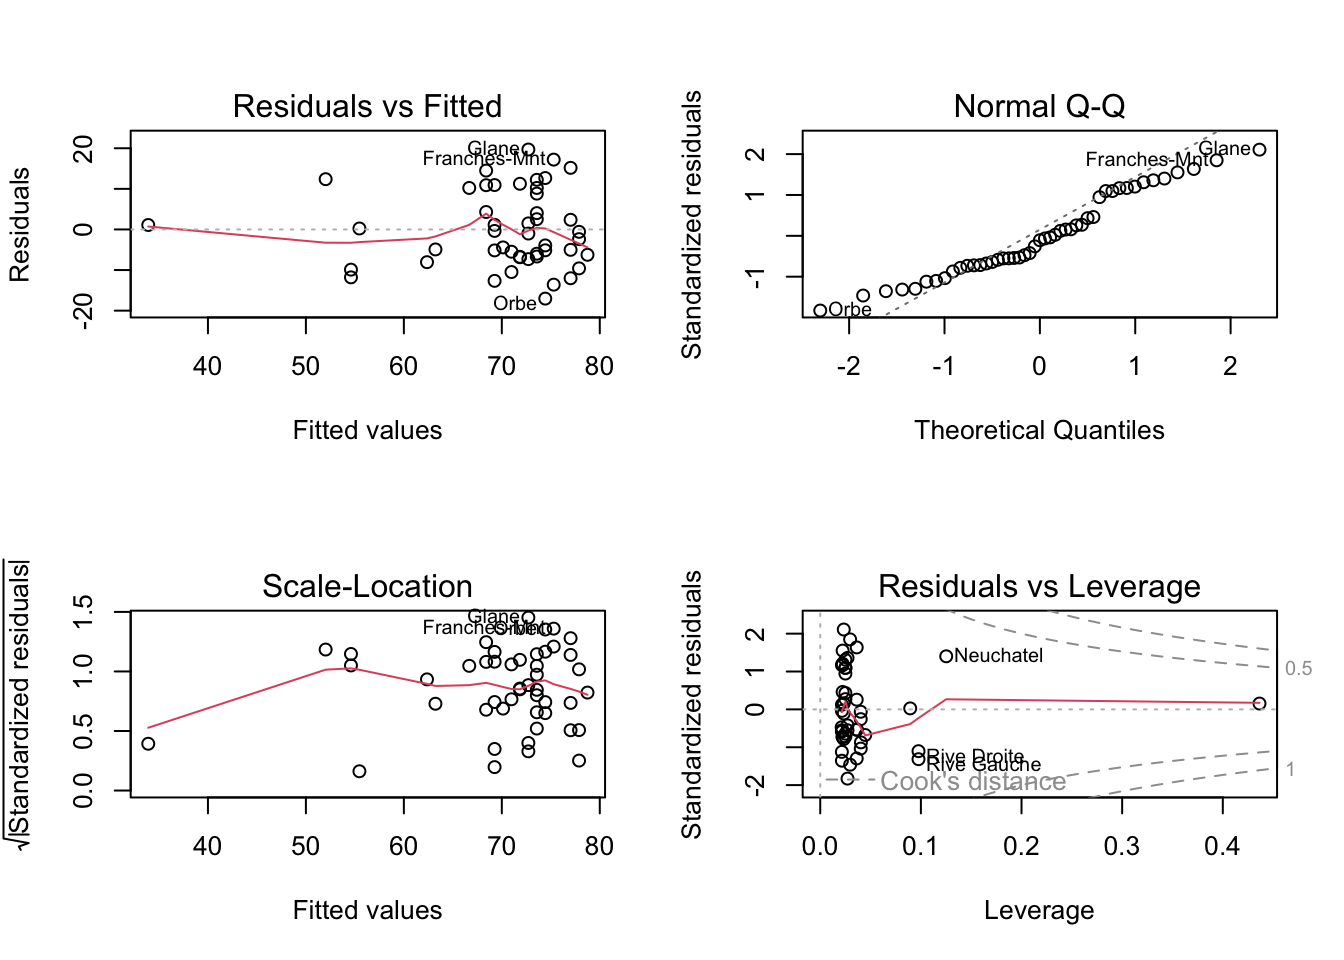 Residuals vs Fitted
Residuals
20
0
-20
Glane
Franches-Mnt
Orbe
40 50 60 70 80
Fitted values
Normal Q-Q
Standardized residuals
2
1
-1
Glane
Franches-Mnt
Orbe
-2 -1 0 1 2
Theoretical Quantiles
Scale-Location
√|Standardized residuals|
1.5
1.0
0.5
0.0
Glane
Franches-Mnt
Orbe
40 50 60 70 80
Fitted values
Residuals vs Leverage
Standardized residuals
2
1
0
-2
Neuchatel
0.5
Rive Droite
Rive Gauche
1
Cook's distance
0.0 0.1 0.2 0.3 0.4
Leverage